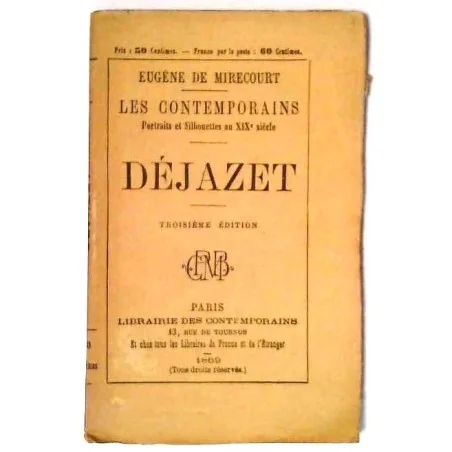 Prix : 50 Centimes. — Franco par la poste : 60 Centimes.
EUGÈNE DE MIRECOURT
LES CONTEMPORAINS
Portraits et Silhouettes au XIXe siècle
DÉJAZET
TROISIÈME ÉDITION
PARIS
LIBRAIRIE DES CONTEMPORAINS
13, RUE DE TOURNON
Et chez tous les Libraires de France et de l'Étranger
1869
(Tous droits réservés.)